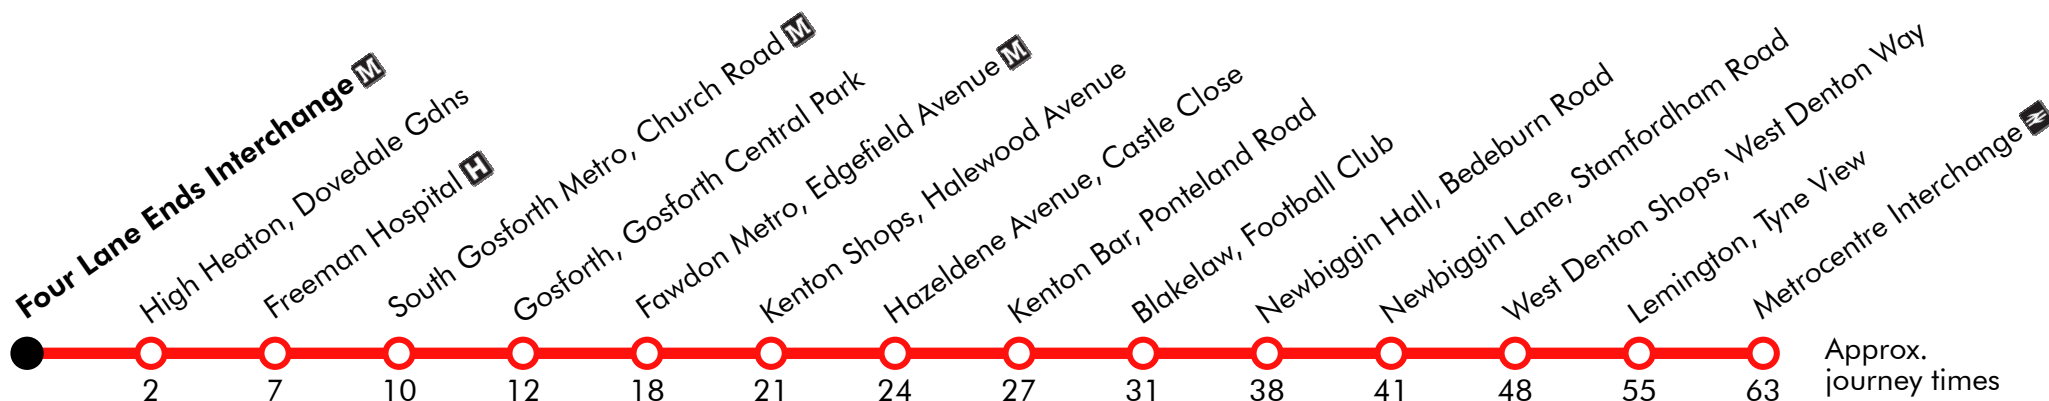 Four Lane Ends Interchange M
High Heaton, Dovedale Gdns
Freeman Hospital H
South Gosforth Metro, Church Road M
Gosforth, Gosforth Central Park
Fawdon Metro, Edgefield Avenue M
Kenton Shops, Halewood Avenue
Hazeldene Avenue, Castle Close
Kenton Bar, Ponteland Road
Blakelaw, Football Club
Newbiggin Hall, Bedeburn Road
Newbiggin Lane, Stamfordham Road
West Denton Shops, West Denton Way
Lemington, Tyne View
Metrocentre Interchange
2 7 10 12 18 21 24 27 31 38 41 48 55 63
Approx.
journey times